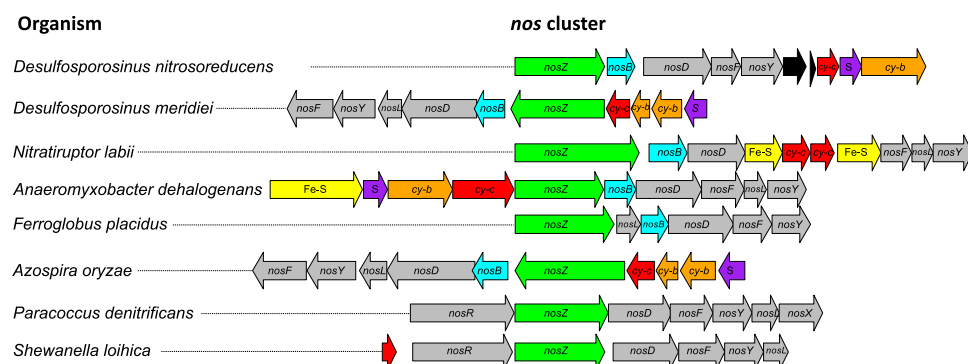 Organism nos cluster
Desulfosporosinus nitrosoreducens nosZ nosB nosD nosF nosY cy-c S cy-b
Desulfosporosinus meridiei nosF nosY nosL nosD nosB nosZ cy-c cy-b cy-b S
Nitratiruptor labii nosZ nosB nosD Fe-S cy-c cy-c Fe-S nosF nosL nosY
Anaeromyxobacter dehalogenans Fe-S S cy-b cy-c nosZ nosB nosD nosF nosL nosY
Ferroglobus placidus nosZ nosL nosB nosD nosF nosY
Azospira oryzae nosF nosY nosL nosD nosB nosZ cy-c cy-b cy-b S
Paracoccus denitrificans nosR nosZ nosD nosF nosY nosL nosX
Shewanella loihica nosR nosZ nosD nosF nosY nosL